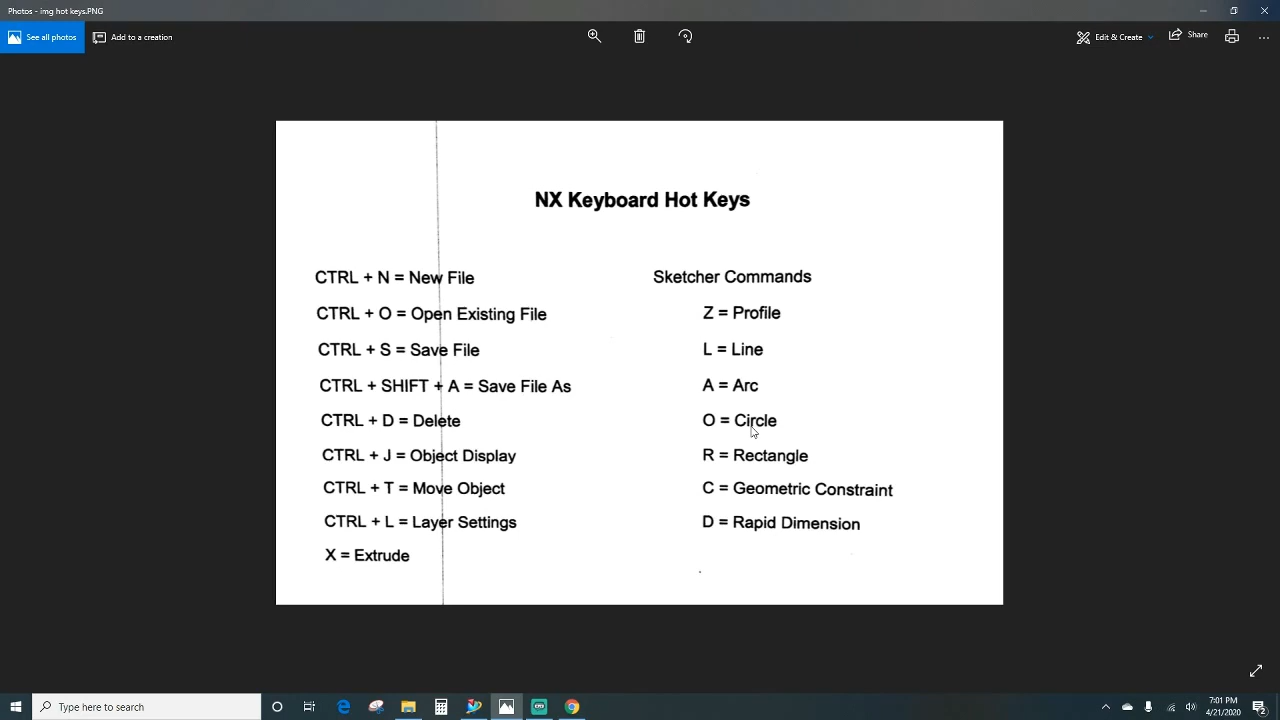 Photos - img hot keys.PNG
See all photos
Add to a creation
Edit & Create
Share
NX Keyboard Hot Keys
CTRL + N = New File
CTRL + O = Open Existing File
CTRL + S = Save File
CTRL + SHIFT + A = Save File As
CTRL + D = Delete
CTRL + J = Object Display
CTRL + T = Move Object
CTRL + L = Layer Settings
X = Extrude
Sketcher Commands
Z = Profile
L = Line
A = Arc
O = Circle
R = Rectangle
C = Geometric Constraint
D = Rapid Dimension
Type here to search
7:01 PM
4/21/2020